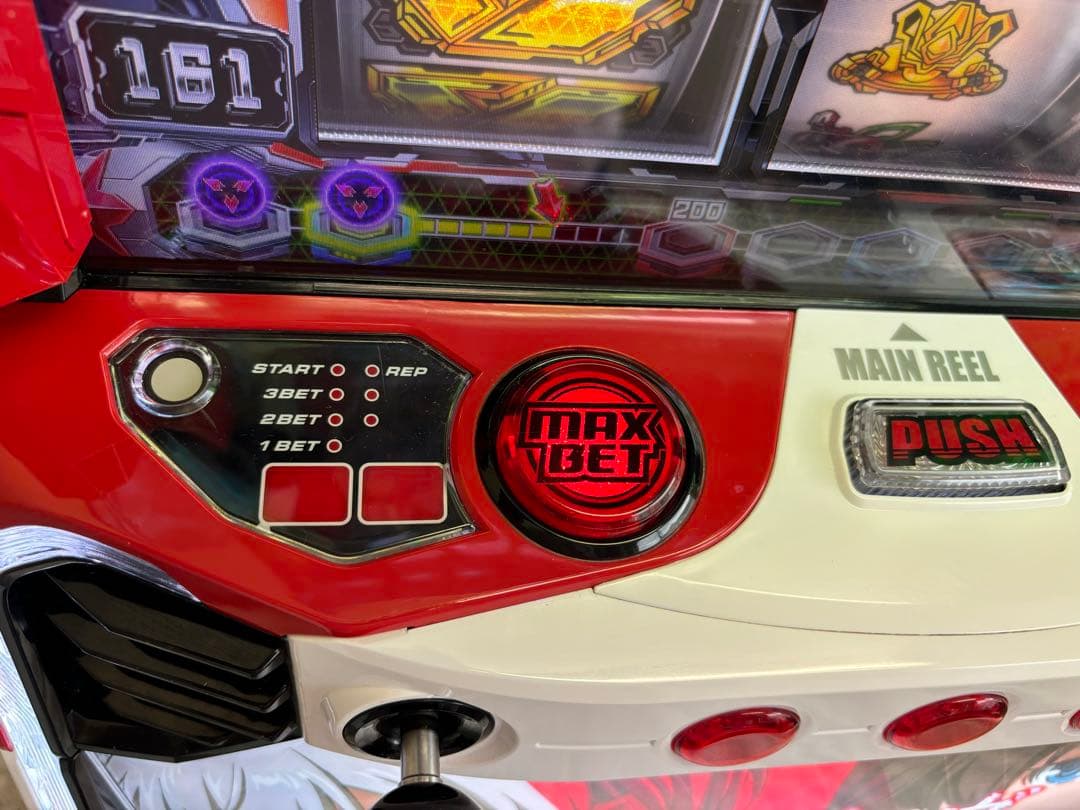 161
200
START
REP
3BET
2BET
1BET
MAX
BET
MAIN REEL
PUSH